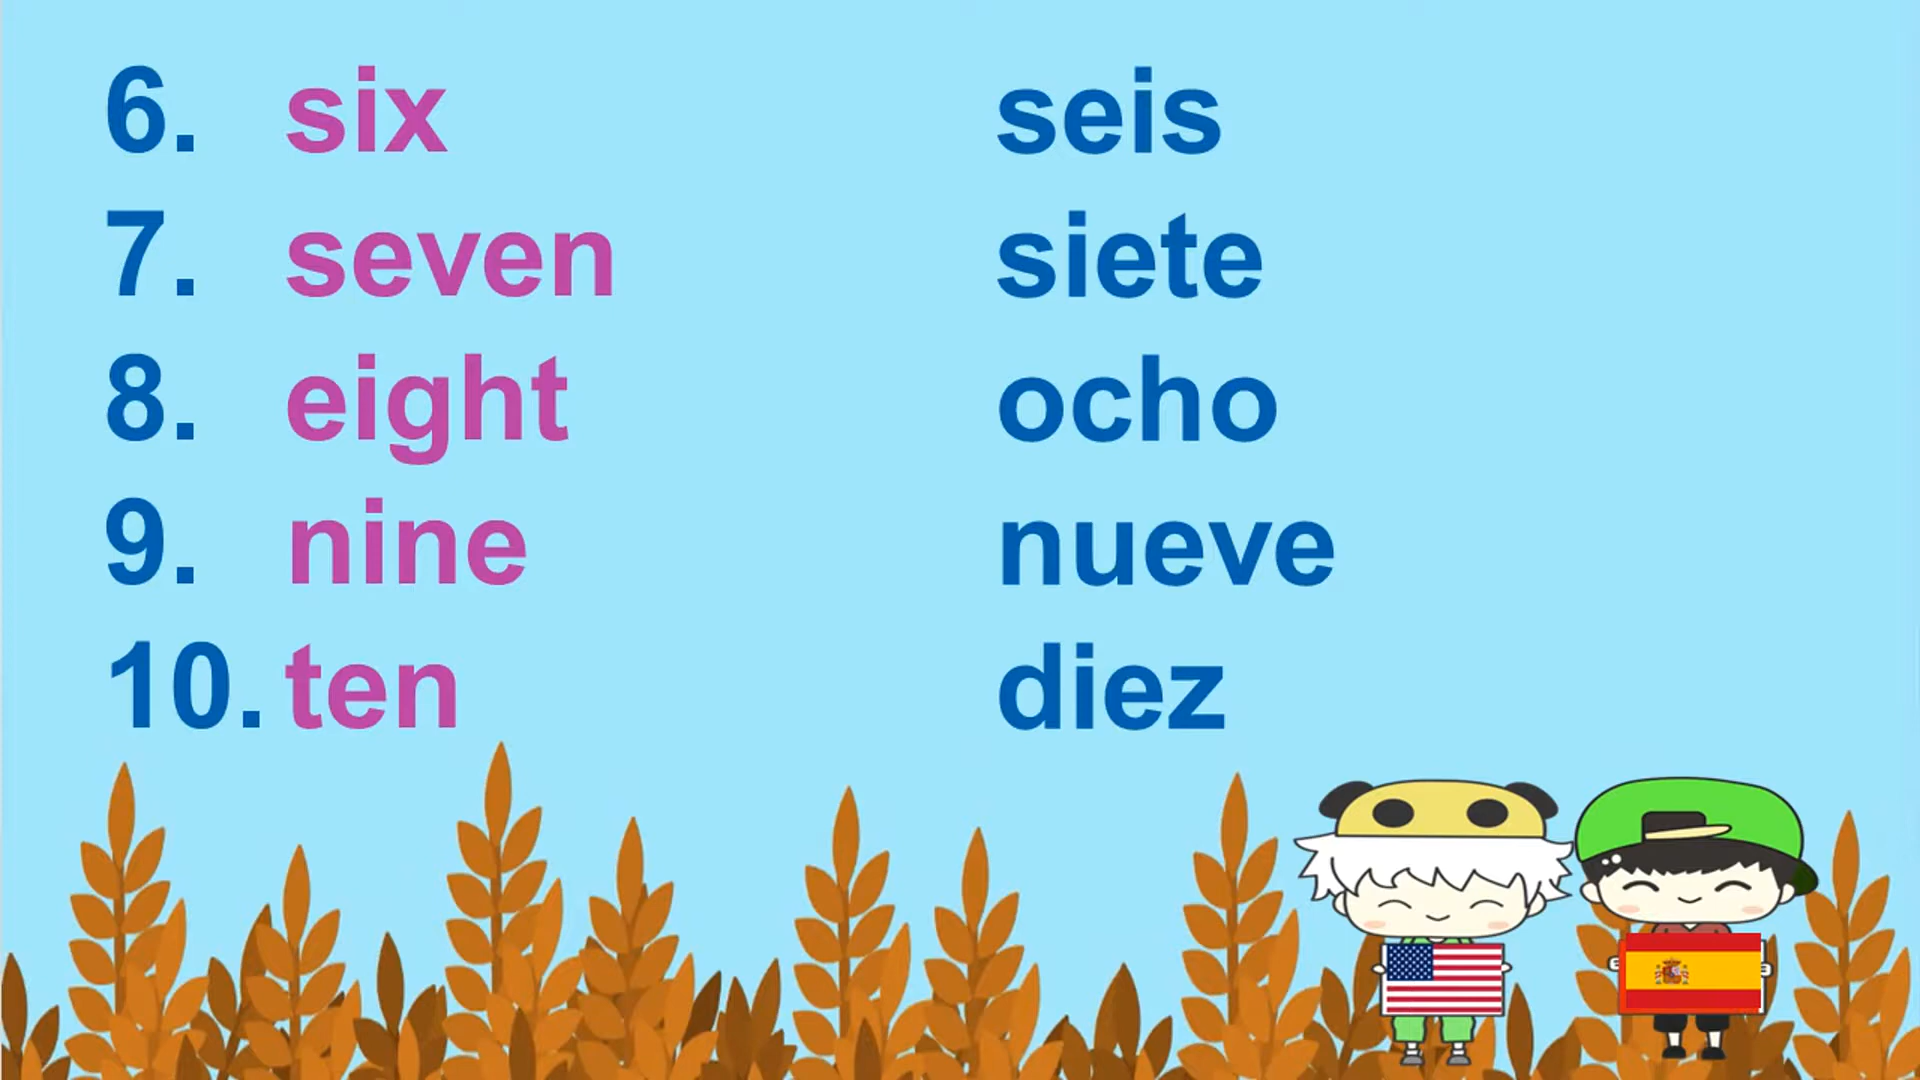 6. six seis
7. seven siete
8. eight ocho
9. nine nueve
10. ten diez